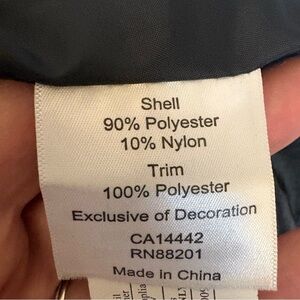 Shell
90% Polyester
10% Nylon
Trim
100% Polyester
Exclusive of Decoration
CA14442
RN88201
Made in China